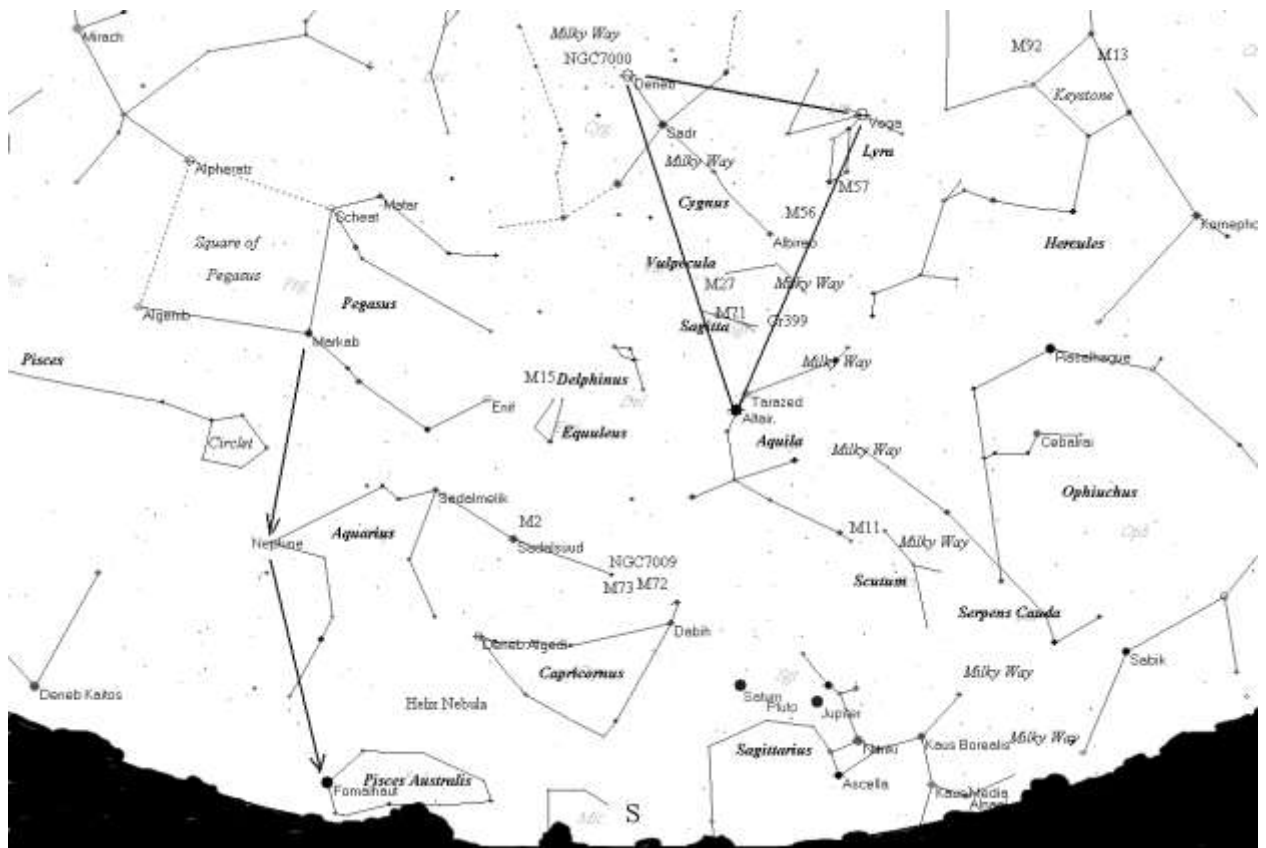 Milky Way
Mirach
NGC7000
Deneb
M92
M13
Keystone
Vega
Sadr
Lyra
Milky Way
Alpheratz
M57
Cygnus
Scheat
Matar
M56
Albireo
Hercules
Square of
Pegasus
Vulpecula
M27
Milky Way
Pegasus
M71
Gr399
Sagitta
Algenib
Markab
Pisces
Milky Way
Rasalhague
M15
Delphinus
Enif
Tarazed
Altair
Circlet
Equuleus
Aquila
Milky Way
Cebalrai
Ophiuchus
Sadalmelik
M2
Aquarius
Neptune
Sadalsuud
M11
Milky Way
NGC7009
M73
M72
Scutum
Serpens Cauda
Dabih
Deneb Algedi
Capricornus
Sabik
Milky Way
Deneb Kaitos
Saturn
Pluto
Jupiter
Helix Nebula
Sagittarius
Nunki
Kaus Borealis
Milky Way
Pisces Australis
Fomalhaut
Ascella
Kaus Media
S